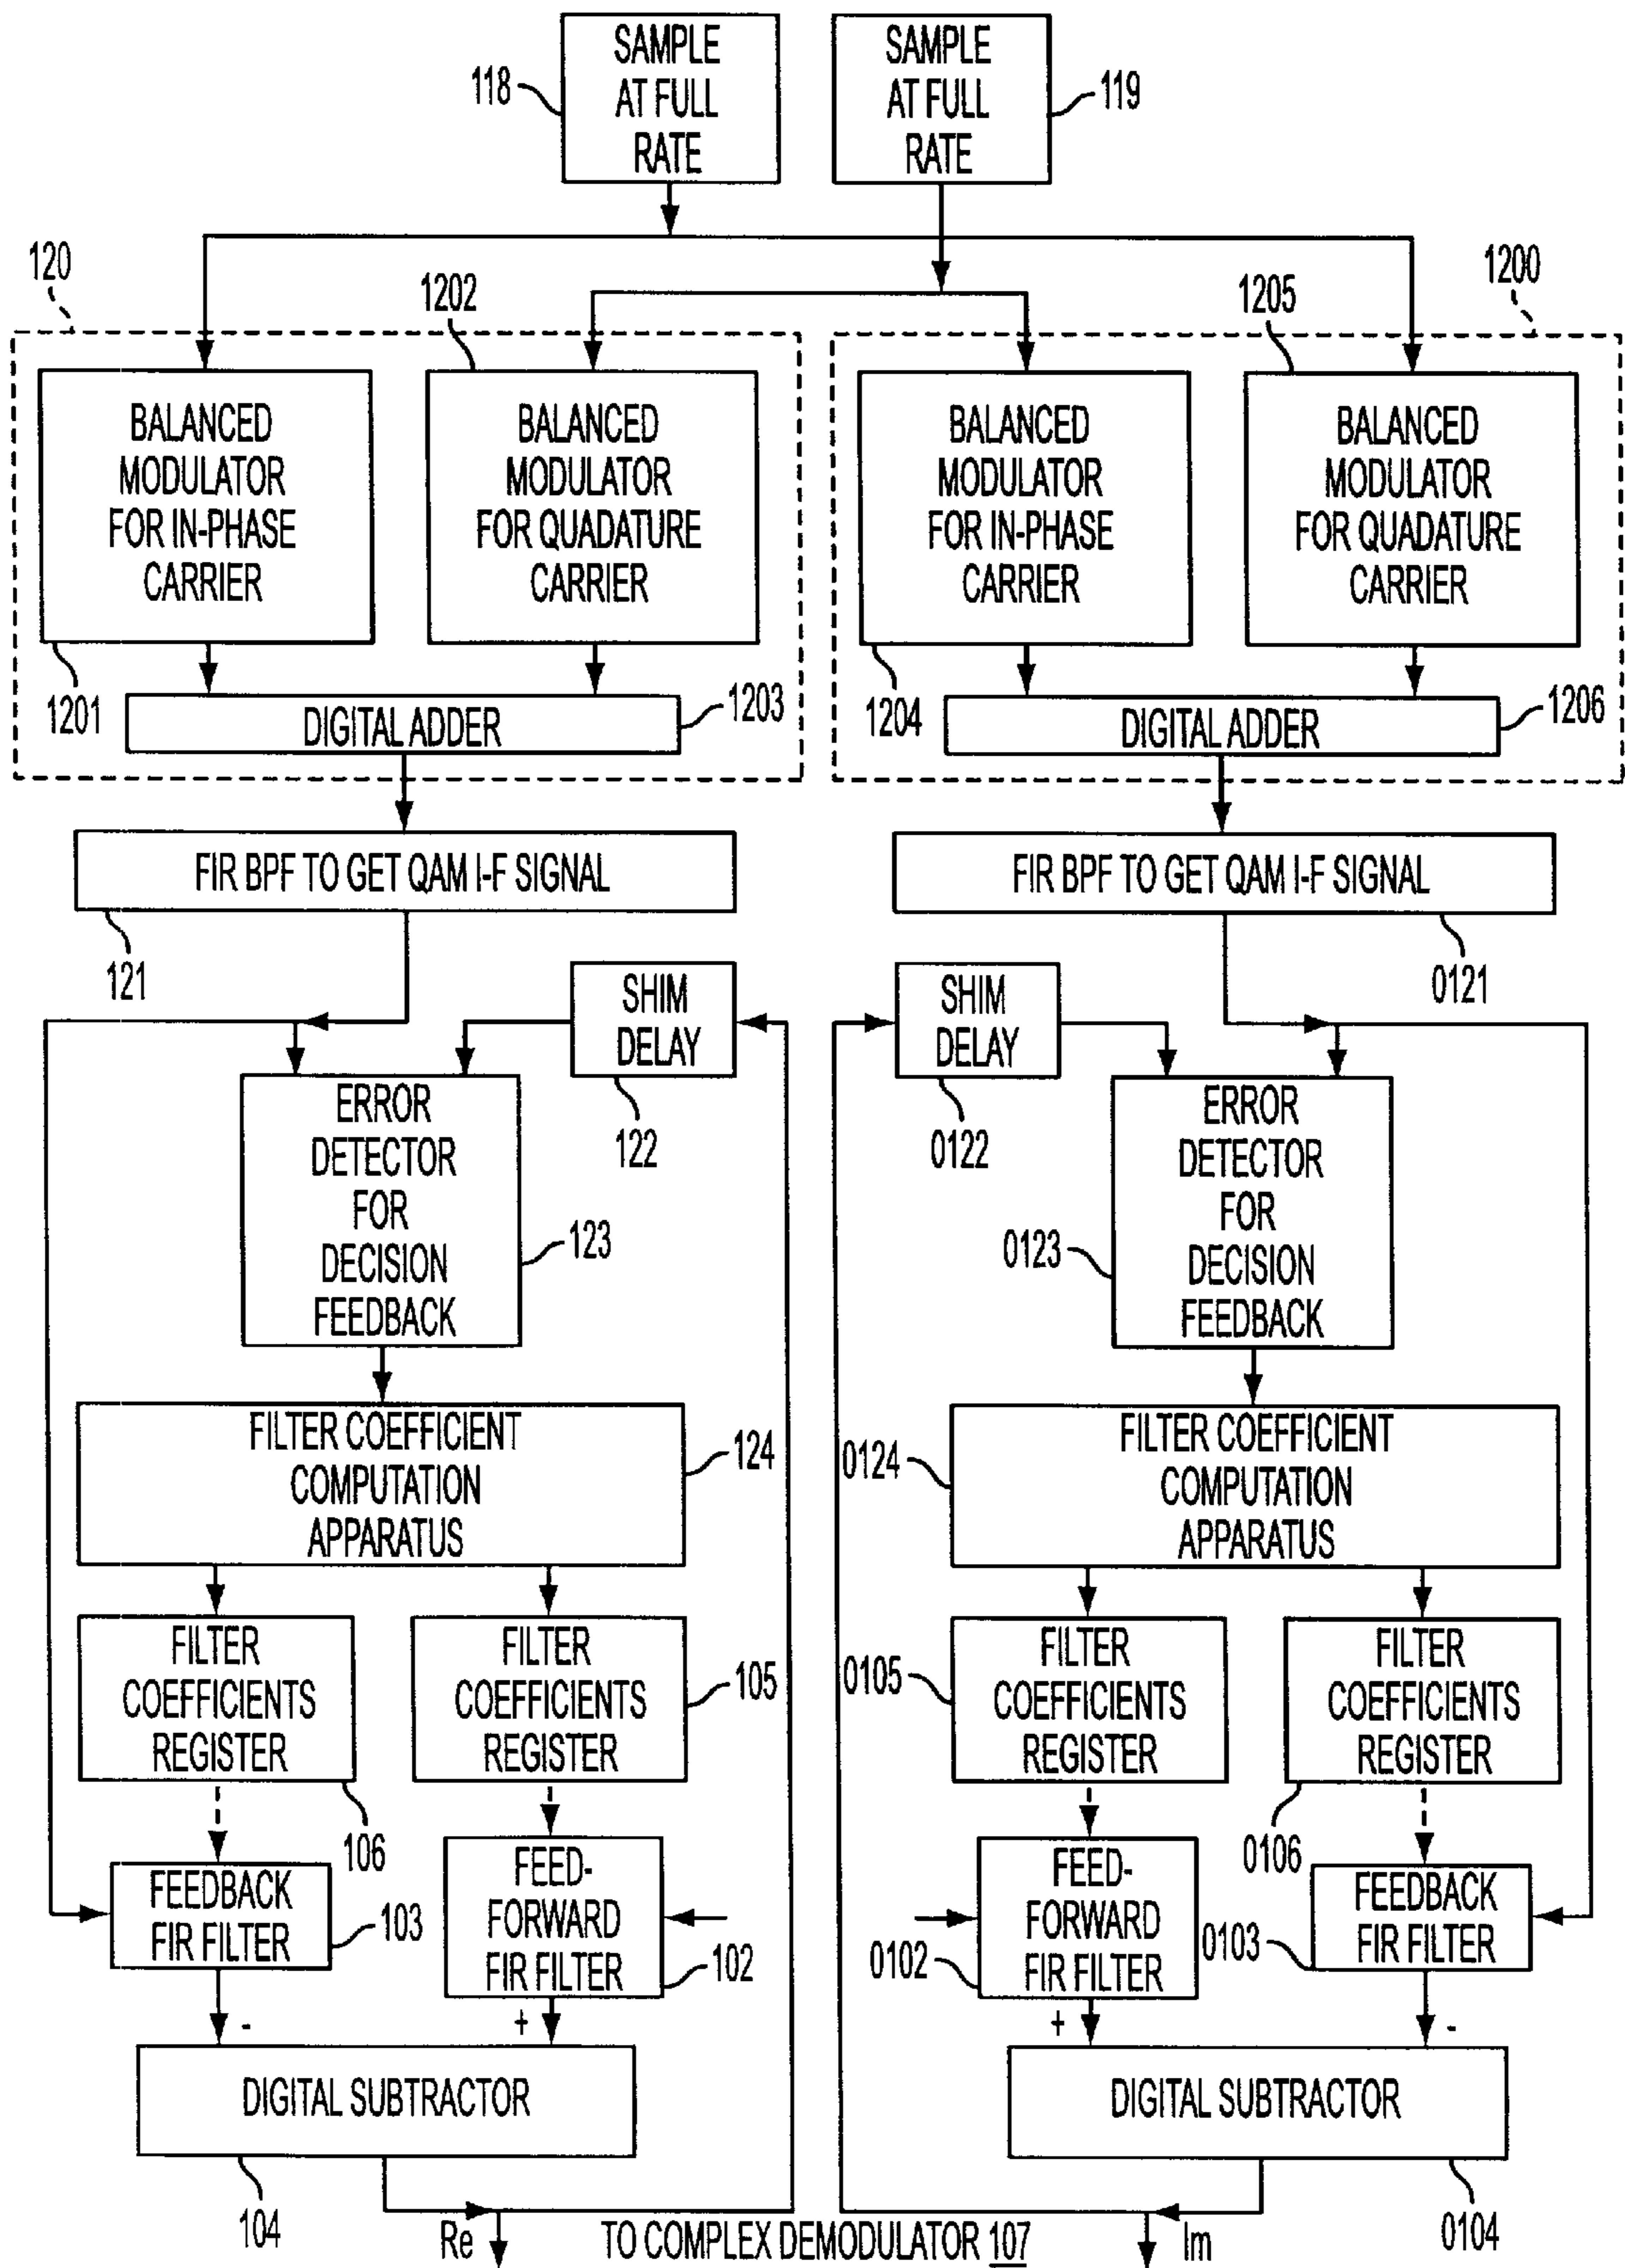 SAMPLE
AT FULL
RATE
118
SAMPLE
AT FULL
RATE
119
120
1202
1205
1200
BALANCED
MODULATOR
FOR IN-PHASE
CARRIER
BALANCED
MODULATOR
FOR QUADATURE
CARRIER
BALANCED
MODULATOR
FOR IN-PHASE
CARRIER
BALANCED
MODULATOR
FOR QUADATURE
CARRIER
1201
DIGITAL ADDER
1203
1204
DIGITAL ADDER
1206
FIR BPF TO GET QAM I-F SIGNAL
121
FIR BPF TO GET QAM I-F SIGNAL
0121
SHIM
DELAY
122
SHIM
DELAY
0122
ERROR
DETECTOR
FOR
DECISION
FEEDBACK
123
ERROR
DETECTOR
FOR
DECISION
FEEDBACK
0123
FILTER COEFFICIENT
COMPUTATION
APPARATUS
124
FILTER COEFFICIENT
COMPUTATION
APPARATUS
0124
FILTER
COEFFICIENTS
REGISTER
106
FILTER
COEFFICIENTS
REGISTER
105
FILTER
COEFFICIENTS
REGISTER
0105
FILTER
COEFFICIENTS
REGISTER
0106
FEEDBACK
FIR FILTER
103
FEED-
FORWARD
FIR FILTER
102
FEED-
FORWARD
FIR FILTER
0102
FEEDBACK
FIR FILTER
0103
- +
+ -
DIGITAL SUBTRACTOR
104
DIGITAL SUBTRACTOR
0104
Re TO COMPLEX DEMODULATOR 107 Im